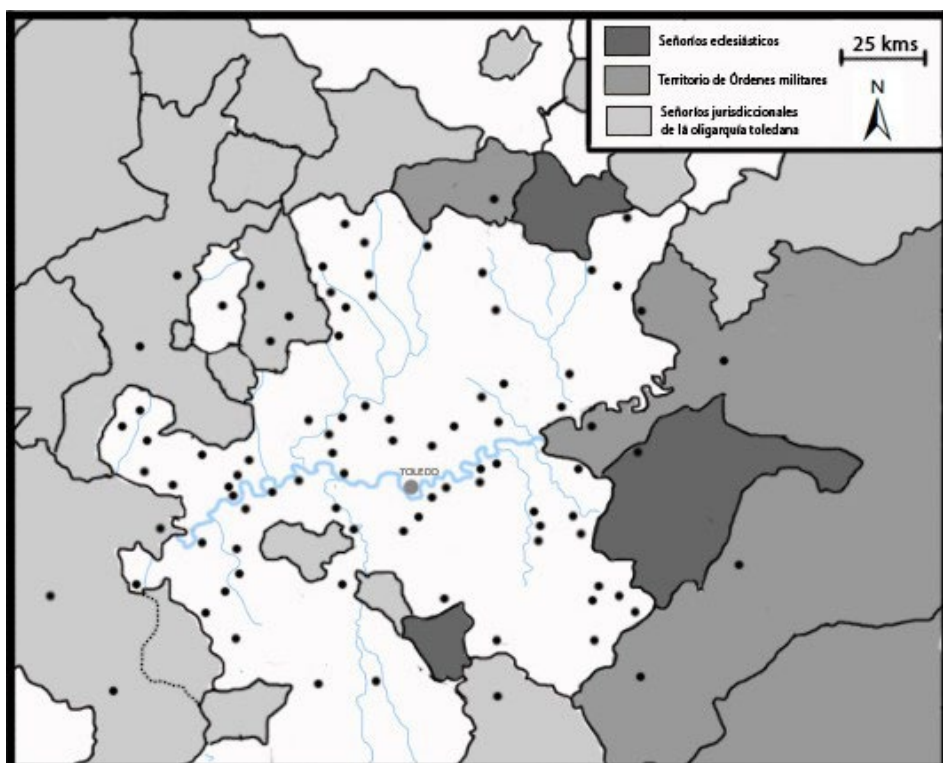 Señoríos eclesiásticos
25 kms
Territorio de Órdenes militares
N
Señoríos jurisdiccionales
de la oligarquía toledana
TOLEDO